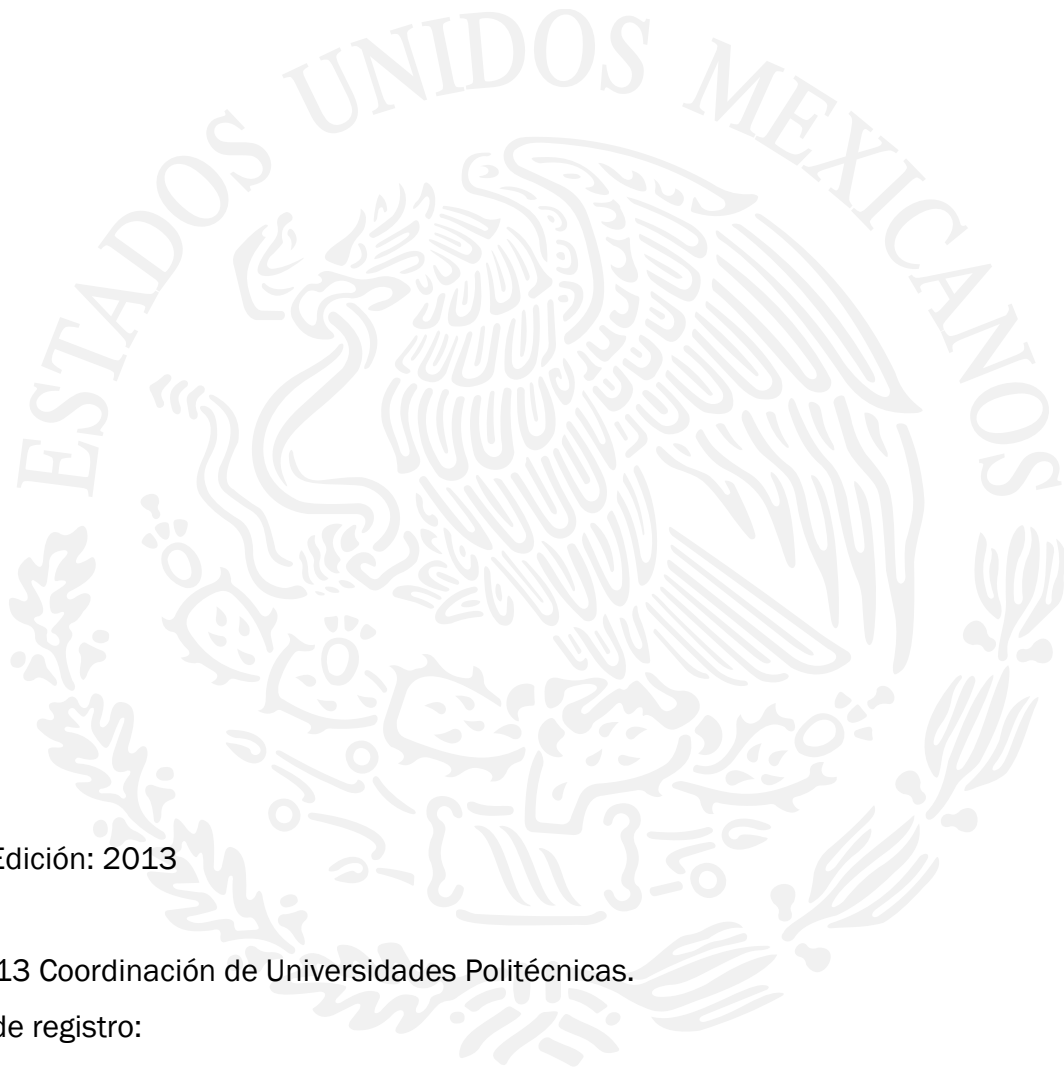 ESTADOS UNIDOS MEXICANOS
Edición: 2013
13 Coordinación de Universidades Politécnicas.
de registro: